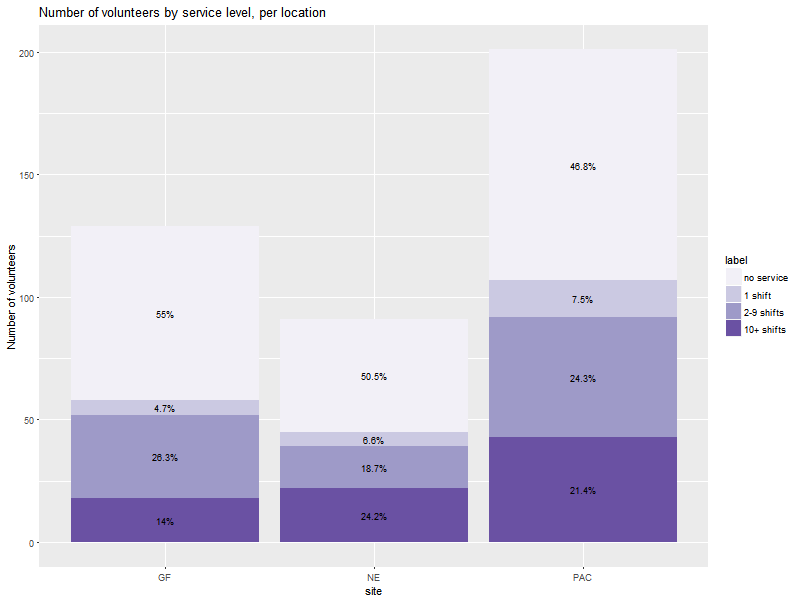 Number of volunteers by service level, per location
Number of volunteers
200
150
100
50
0
55%
4.7%
26.3%
14%
50.5%
6.6%
18.7%
24.2%
46.8%
7.5%
24.3%
21.4%
GF
NE
PAC
site
label
no service
1 shift
2-9 shifts
10+ shifts